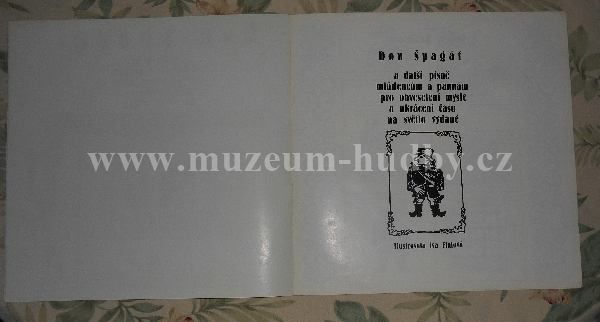 Don Špagát
a další písně
mládencům a pannám
pro obveselení mysle
a ukrácení času
na světlo vydané
www.muzeum-hudby.cz
Ilustrovala Iva